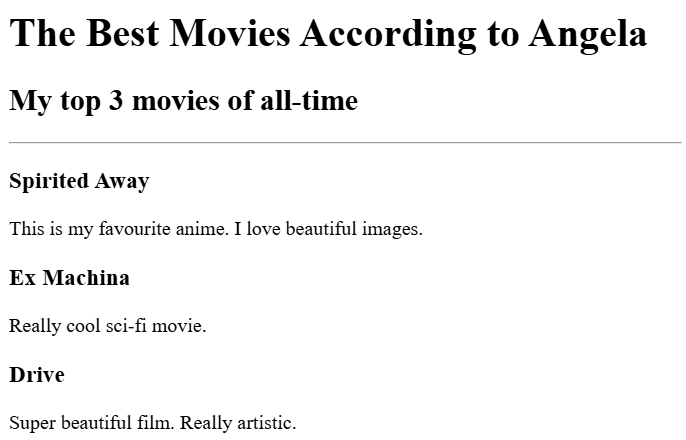 The Best Movies According to Angela
My top 3 movies of all-time
Spirited Away
This is my favourite anime. I love beautiful images.
Ex Machina
Really cool sci-fi movie.
Drive
Super beautiful film. Really artistic.